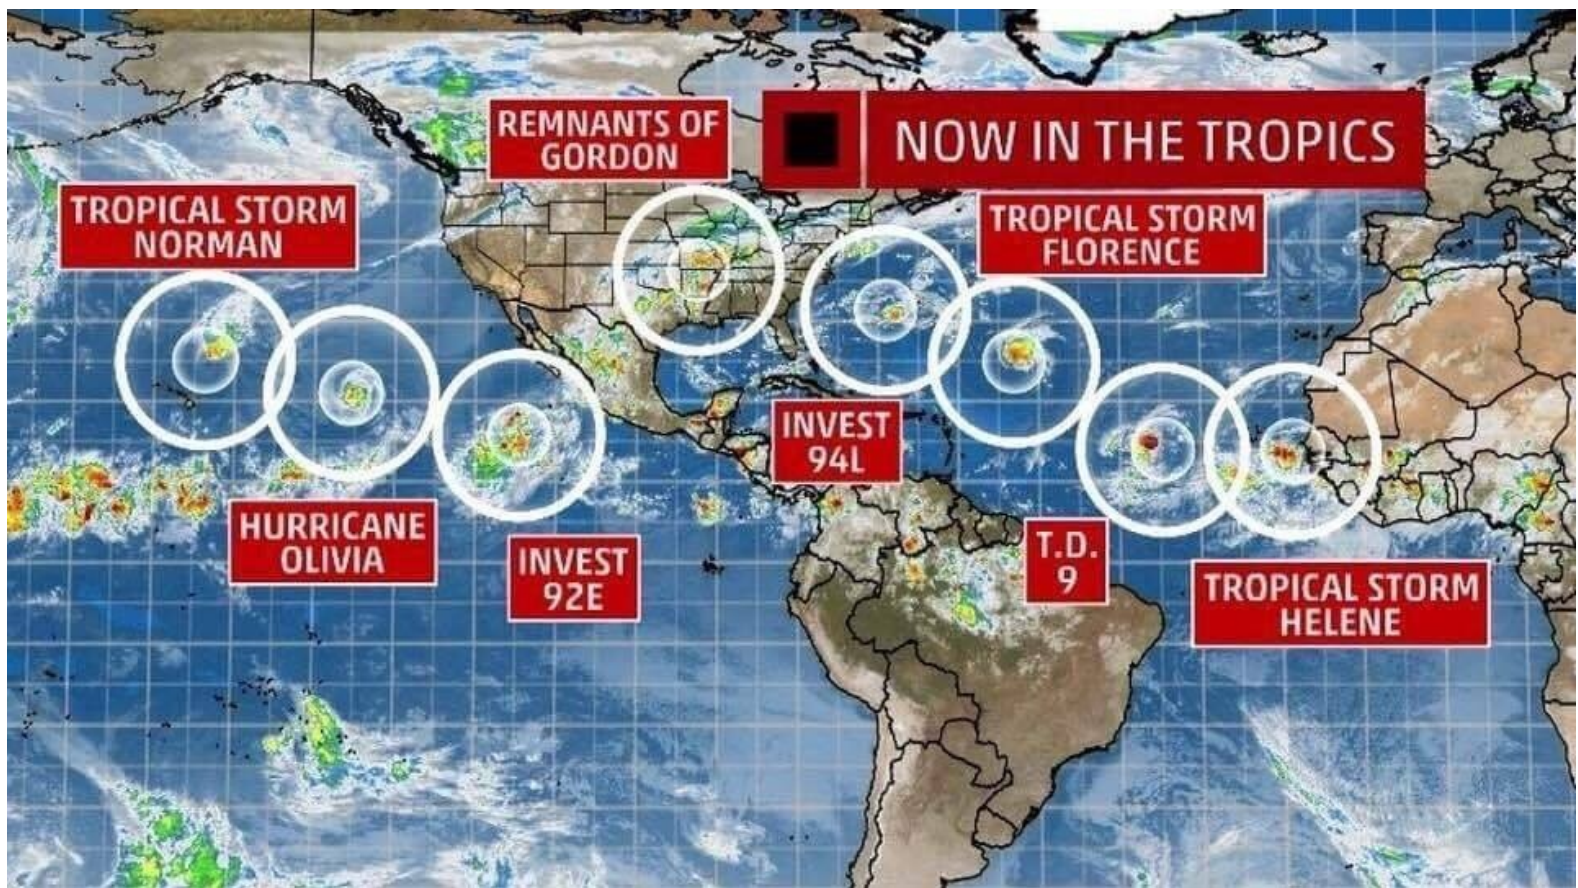 REMNANTS OF
GORDON
NOW IN THE TROPICS
TROPICAL STORM
NORMAN
TROPICAL STORM
FLORENCE
INVEST
94L
HURRICANE
OLIVIA
INVEST
92E
T.D.
9
TROPICAL STORM
HELENE